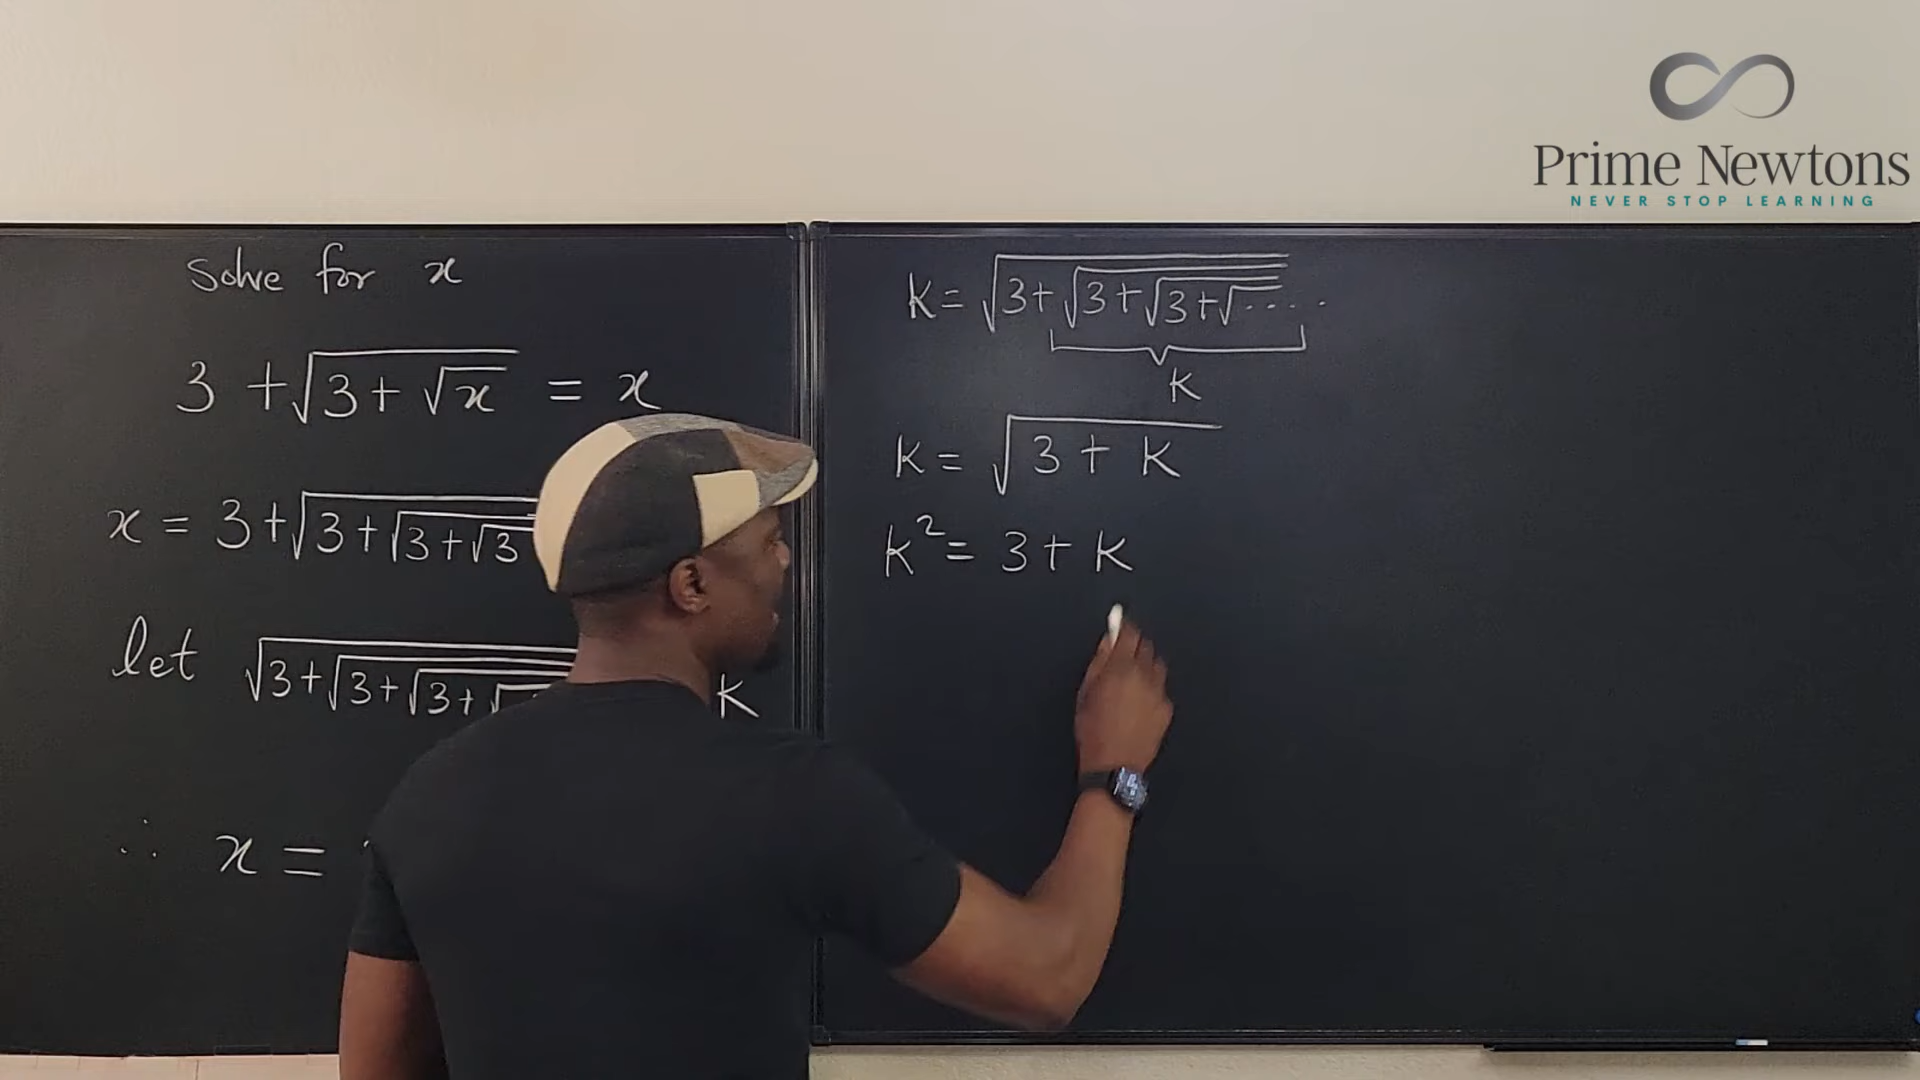 Prime Newtons
NEVER STOP LEARNING
Solve for x
3 + √(3 + √x) = x
x = 3 + √(3 + √(3 + √3
let √(3 + √(3 + √(3 + √ K
∴ x =
K = √(3 + √(3 + √(3 + √.....
K
K = √(3 + K)
K² = 3 + K